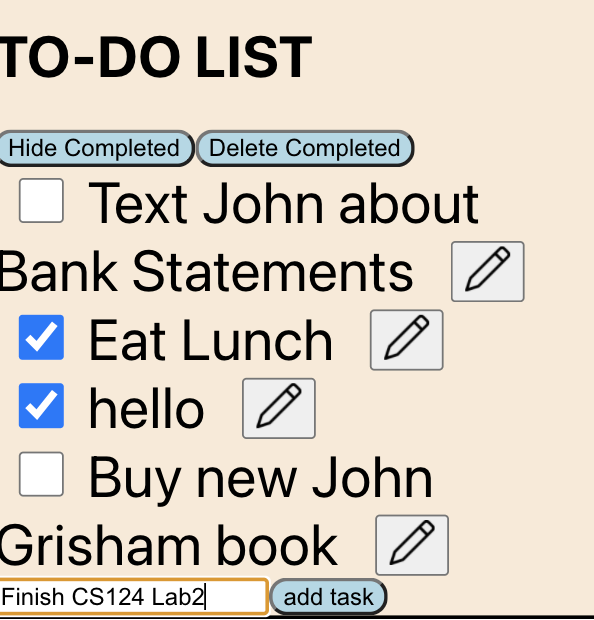 TO-DO LIST
Hide Completed Delete Completed
Text John about
Bank Statements
Eat Lunch
hello
Buy new John
Grisham book
Finish CS124 Lab2 add task